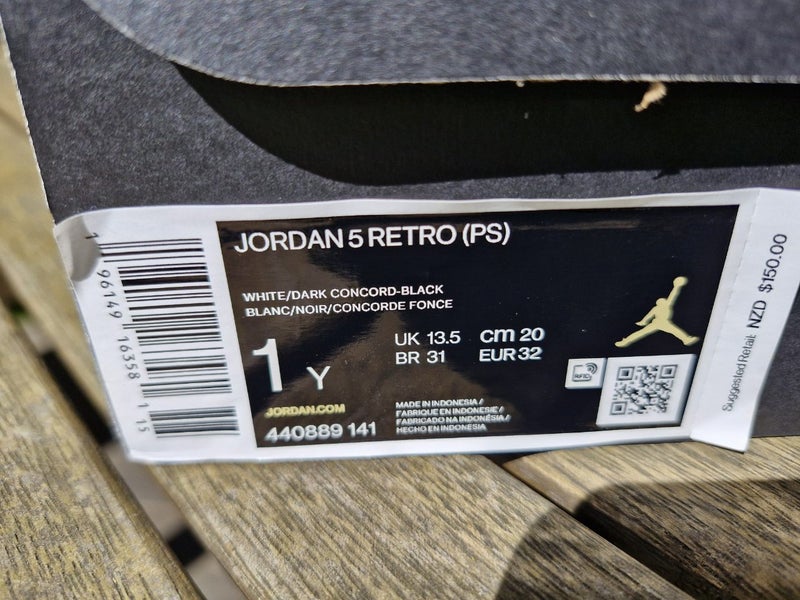 JORDAN 5 RETRO (PS)
WHITE/DARK CONCORD-BLACK
BLANC/NOIR/CONCORDE FONCE
1 Y
UK 13.5 cm 20
BR 31 EUR 32
JORDAN.COM
440889 141
MADE IN INDONESIA /
FABRIQUE EN INDONESIE /
FABRICADO NA INDONÉSIA /
HECHO EN INDONESIA
RFID
1 96149 16358 1 15
Suggested Retail: NZD $150.00